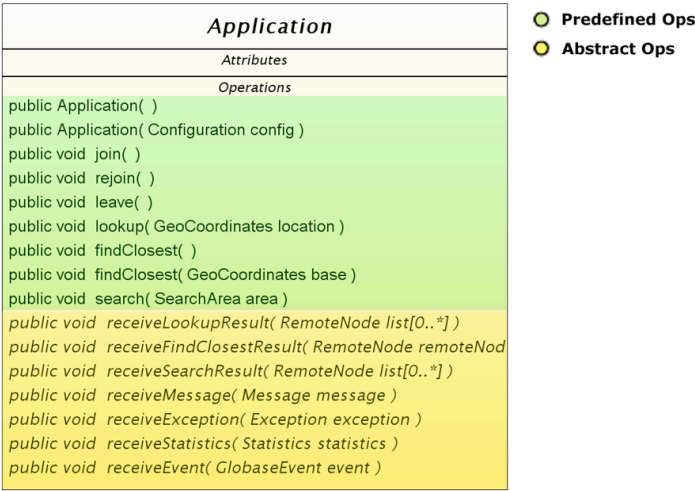 Application
Attributes
Operations
public Application( )
public Application( Configuration config )
public void join( )
public void rejoin( )
public void leave( )
public void lookup( GeoCoordinates location )
public void findClosest( )
public void findClosest( GeoCoordinates base )
public void search( SearchArea area )
public void receiveLookupResult( RemoteNode list[0..*] )
public void receiveFindClosestResult( RemoteNode remoteNod
public void receiveSearchResult( RemoteNode list[0..*] )
public void receiveMessage( Message message )
public void receiveException( Exception exception )
public void receiveStatistics( Statistics statistics )
public void receiveEvent( GlobaseEvent event )
Predefined Ops
Abstract Ops